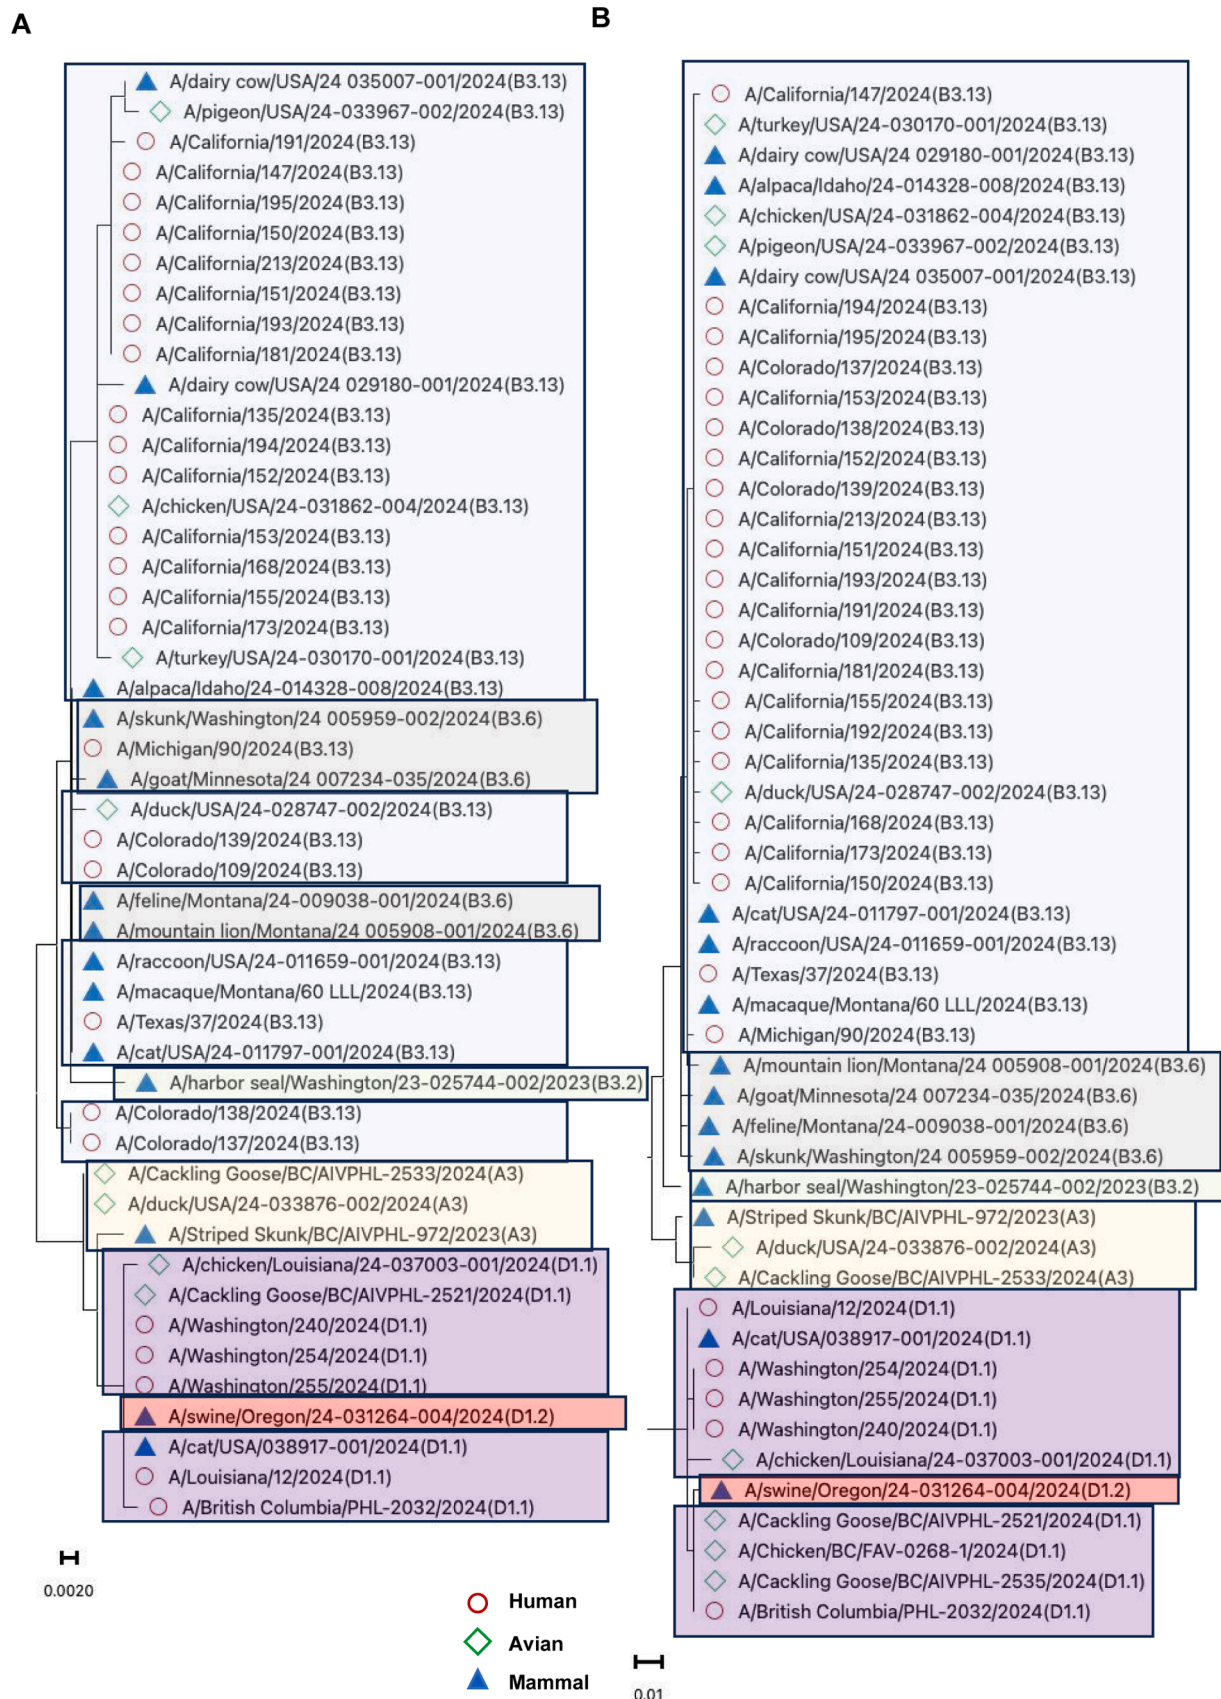 A
A/dairy cow/USA/24 035007-001/2024(B3.13)
A/pigeon/USA/24-033967-002/2024(B3.13)
A/California/191/2024(B3.13)
A/California/147/2024(B3.13)
A/California/195/2024(B3.13)
A/California/150/2024(B3.13)
A/California/213/2024(B3.13)
A/California/151/2024(B3.13)
A/California/193/2024(B3.13)
A/California/181/2024(B3.13)
A/dairy cow/USA/24 029180-001/2024(B3.13)
A/California/135/2024(B3.13)
A/California/194/2024(B3.13)
A/California/152/2024(B3.13)
A/chicken/USA/24-031862-004/2024(B3.13)
A/California/153/2024(B3.13)
A/California/168/2024(B3.13)
A/California/155/2024(B3.13)
A/California/173/2024(B3.13)
A/turkey/USA/24-030170-001/2024(B3.13)
A/alpaca/Idaho/24-014328-008/2024(B3.13)
A/skunk/Washington/24 005959-002/2024(B3.6)
A/Michigan/90/2024(B3.13)
A/goat/Minnesota/24 007234-035/2024(B3.6)
A/duck/USA/24-028747-002/2024(B3.13)
A/Colorado/139/2024(B3.13)
A/Colorado/109/2024(B3.13)
A/feline/Montana/24-009038-001/2024(B3.6)
A/mountain lion/Montana/24 005908-001/2024(B3.6)
A/raccoon/USA/24-011659-001/2024(B3.13)
A/macaque/Montana/60 LLL/2024(B3.13)
A/Texas/37/2024(B3.13)
A/cat/USA/24-011797-001/2024(B3.13)
A/harbor seal/Washington/23-025744-002/2023(B3.2)
A/Colorado/138/2024(B3.13)
A/Colorado/137/2024(B3.13)
A/Cackling Goose/BC/AIVPHL-2533/2024(A3)
A/duck/USA/24-033876-002/2024(A3)
A/Striped Skunk/BC/AIVPHL-972/2023(A3)
A/chicken/Louisiana/24-037003-001/2024(D1.1)
A/Cackling Goose/BC/AIVPHL-2521/2024(D1.1)
A/Washington/240/2024(D1.1)
A/Washington/254/2024(D1.1)
A/Washington/255/2024(D1.1)
A/swine/Oregon/24-031264-004/2024(D1.2)
A/cat/USA/038917-001/2024(D1.1)
A/Louisiana/12/2024(D1.1)
A/British Columbia/PHL-2032/2024(D1.1)
0.0020
B
A/California/147/2024(B3.13)
A/turkey/USA/24-030170-001/2024(B3.13)
A/dairy cow/USA/24 029180-001/2024(B3.13)
A/alpaca/Idaho/24-014328-008/2024(B3.13)
A/chicken/USA/24-031862-004/2024(B3.13)
A/pigeon/USA/24-033967-002/2024(B3.13)
A/dairy cow/USA/24 035007-001/2024(B3.13)
A/California/194/2024(B3.13)
A/California/195/2024(B3.13)
A/Colorado/137/2024(B3.13)
A/California/153/2024(B3.13)
A/Colorado/138/2024(B3.13)
A/California/152/2024(B3.13)
A/Colorado/139/2024(B3.13)
A/California/213/2024(B3.13)
A/California/151/2024(B3.13)
A/California/193/2024(B3.13)
A/California/191/2024(B3.13)
A/Colorado/109/2024(B3.13)
A/California/181/2024(B3.13)
A/California/155/2024(B3.13)
A/California/192/2024(B3.13)
A/California/135/2024(B3.13)
A/duck/USA/24-028747-002/2024(B3.13)
A/California/168/2024(B3.13)
A/California/173/2024(B3.13)
A/California/150/2024(B3.13)
A/cat/USA/24-011797-001/2024(B3.13)
A/raccoon/USA/24-011659-001/2024(B3.13)
A/Texas/37/2024(B3.13)
A/macaque/Montana/60 LLL/2024(B3.13)
A/Michigan/90/2024(B3.13)
A/mountain lion/Montana/24 005908-001/2024(B3.6)
A/goat/Minnesota/24 007234-035/2024(B3.6)
A/feline/Montana/24-009038-001/2024(B3.6)
A/skunk/Washington/24 005959-002/2024(B3.6)
A/harbor seal/Washington/23-025744-002/2023(B3.2)
A/Striped Skunk/BC/AIVPHL-972/2023(A3)
A/duck/USA/24-033876-002/2024(A3)
A/Cackling Goose/BC/AIVPHL-2533/2024(A3)
A/Louisiana/12/2024(D1.1)
A/cat/USA/038917-001/2024(D1.1)
A/Washington/254/2024(D1.1)
A/Washington/255/2024(D1.1)
A/Washington/240/2024(D1.1)
A/chicken/Louisiana/24-037003-001/2024(D1.1)
A/swine/Oregon/24-031264-004/2024(D1.2)
A/Cackling Goose/BC/AIVPHL-2521/2024(D1.1)
A/Chicken/BC/FAV-0268-1/2024(D1.1)
A/Cackling Goose/BC/AIVPHL-2535/2024(D1.1)
A/British Columbia/PHL-2032/2024(D1.1)
0.01
Human
Avian
Mammal